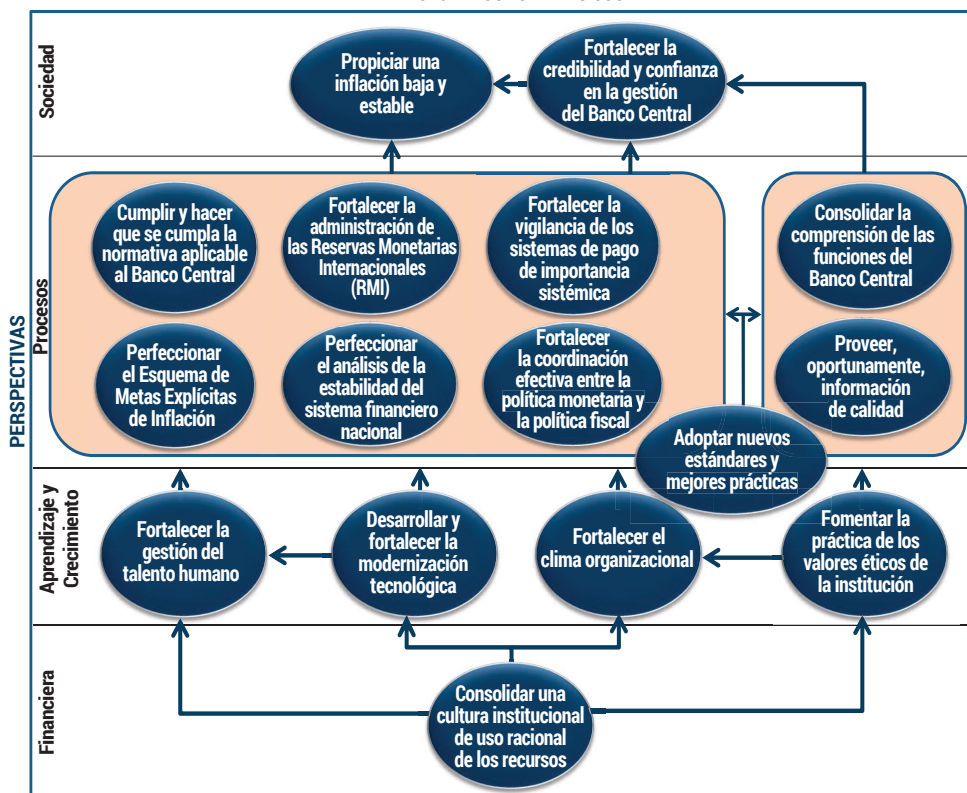 PERSPECTIVAS
Sociedad
Propiciar una
inflación baja y
estable
Fortalecer la
credibilidad y confianza
en la gestión
del Banco Central
Procesos
Cumplir y hacer
que se cumpla la
normativa aplicable
al Banco Central
Fortalecer la
administración de
las Reservas Monetarias
Internacionales
(RMI)
Fortalecer la
vigilancia de los
sistemas de pago
de importancia
sistémica
Consolidar la
comprensión de las
funciones del
Banco Central
Perfeccionar
el Esquema de
Metas Explícitas
de Inflación
Perfeccionar
el análisis de la
estabilidad del
sistema financiero
nacional
Fortalecer
la coordinación
efectiva entre la
política monetaria y
la política fiscal
Proveer,
oportunamente,
información
de calidad
Adoptar nuevos
estándares y
mejores prácticas
Aprendizaje y
Crecimiento
Fortalecer la
gestión del
talento humano
Desarrollar y
fortalecer la
modernización
tecnológica
Fortalecer el
clima organizacional
Fomentar la
práctica de los
valores éticos de
la institución
Financiera
Consolidar una
cultura institucional
de uso racional
de los recursos